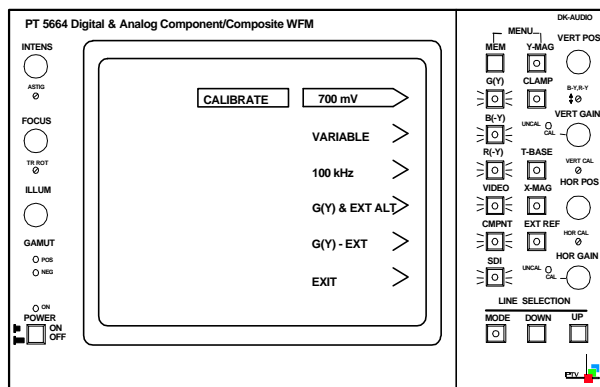 PT 5664 Digital & Analog Component/Composite WFM
DK-AUDIO
INTENS
ASTIG
FOCUS
TR ROT
ILLUM
GAMUT
POS
NEG
ON
POWER
ON
OFF
CALIBRATE 700 mV
VARIABLE
100 kHz
G(Y) & EXT ALT
G(Y) - EXT
EXIT
MENU
MEM Y-MAG
VERT POS
G(Y) CLAMP
B-Y,R-Y
B(-Y)
UNCAL
CAL
VERT GAIN
R(-Y) T-BASE
VERT CAL
VIDEO X-MAG
HOR POS
CMPNT EXT REF
HOR CAL
SDI
UNCAL
CAL
HOR GAIN
LINE SELECTION
MODE DOWN UP
PTV